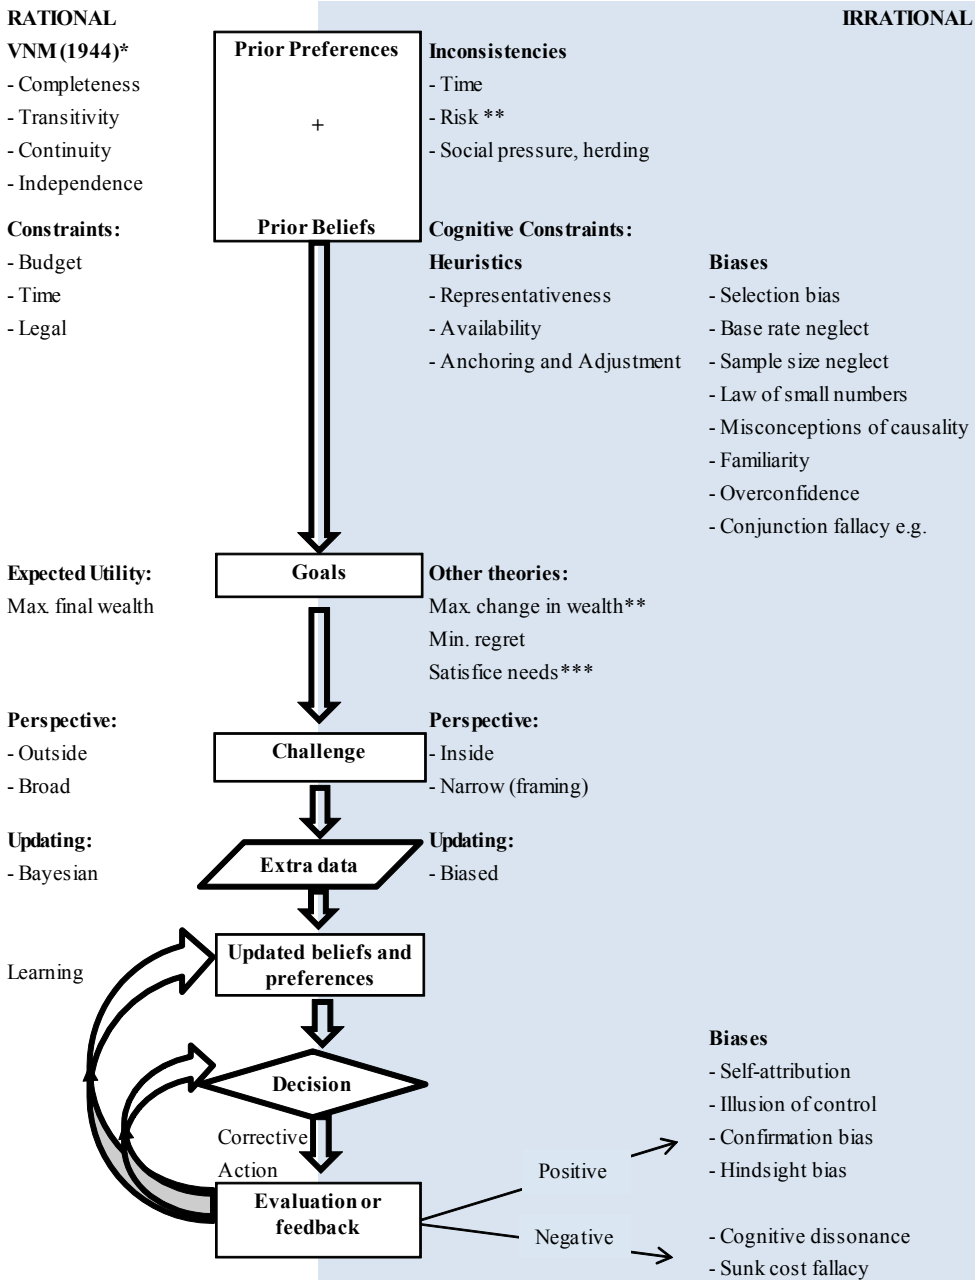 RATIONAL
IRRATIONAL
VNM (1944)*
- Completeness
- Transitivity
- Continuity
- Independence
Prior Preferences
+
Prior Beliefs
Inconsistencies
- Time
- Risk **
- Social pressure, herding
Constraints:
- Budget
- Time
- Legal
Cognitive Constraints:
Heuristics
- Representativeness
- Availability
- Anchoring and Adjustment
Biases
- Selection bias
- Base rate neglect
- Sample size neglect
- Law of small numbers
- Misconceptions of causality
- Familiarity
- Overconfidence
- Conjunction fallacy e.g.
Expected Utility:
Max. final wealth
Goals
Other theories:
Max. change in wealth**
Min. regret
Satisfice needs***
Perspective:
- Outside
- Broad
Challenge
Perspective:
- Inside
- Narrow (framing)
Updating:
- Bayesian
Extra data
Updating:
- Biased
Learning
Updated beliefs and
preferences
Decision
Corrective
Action
Evaluation or
feedback
Positive
Negative
Biases
- Self-attribution
- Illusion of control
- Confirmation bias
- Hindsight bias
- Cognitive dissonance
- Sunk cost fallacy